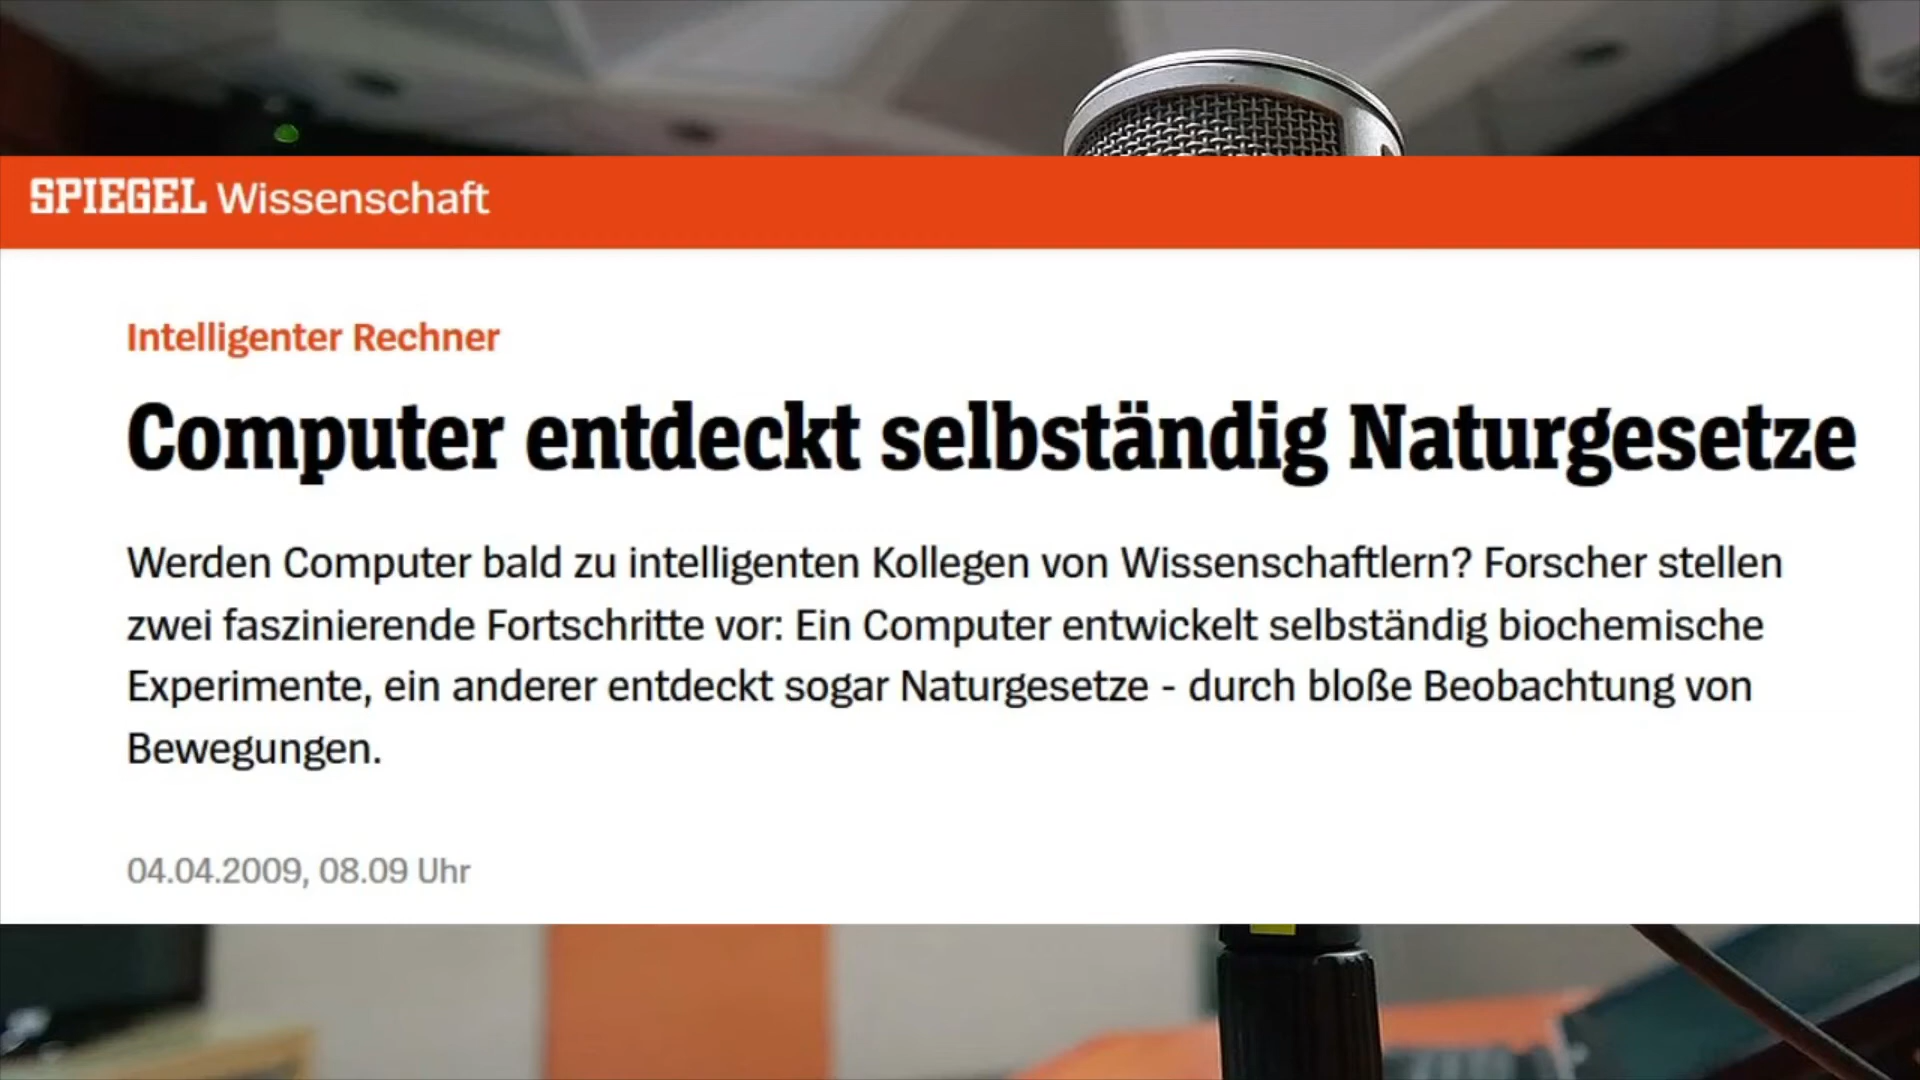 SPIEGEL Wissenschaft
Intelligenter Rechner
Computer entdeckt selbständig Naturgesetze
Werden Computer bald zu intelligenten Kollegen von Wissenschaftlern? Forscher stellen
zwei faszinierende Fortschritte vor: Ein Computer entwickelt selbständig biochemische
Experimente, ein anderer entdeckt sogar Naturgesetze - durch bloße Beobachtung von
Bewegungen.
04.04.2009, 08.09 Uhr